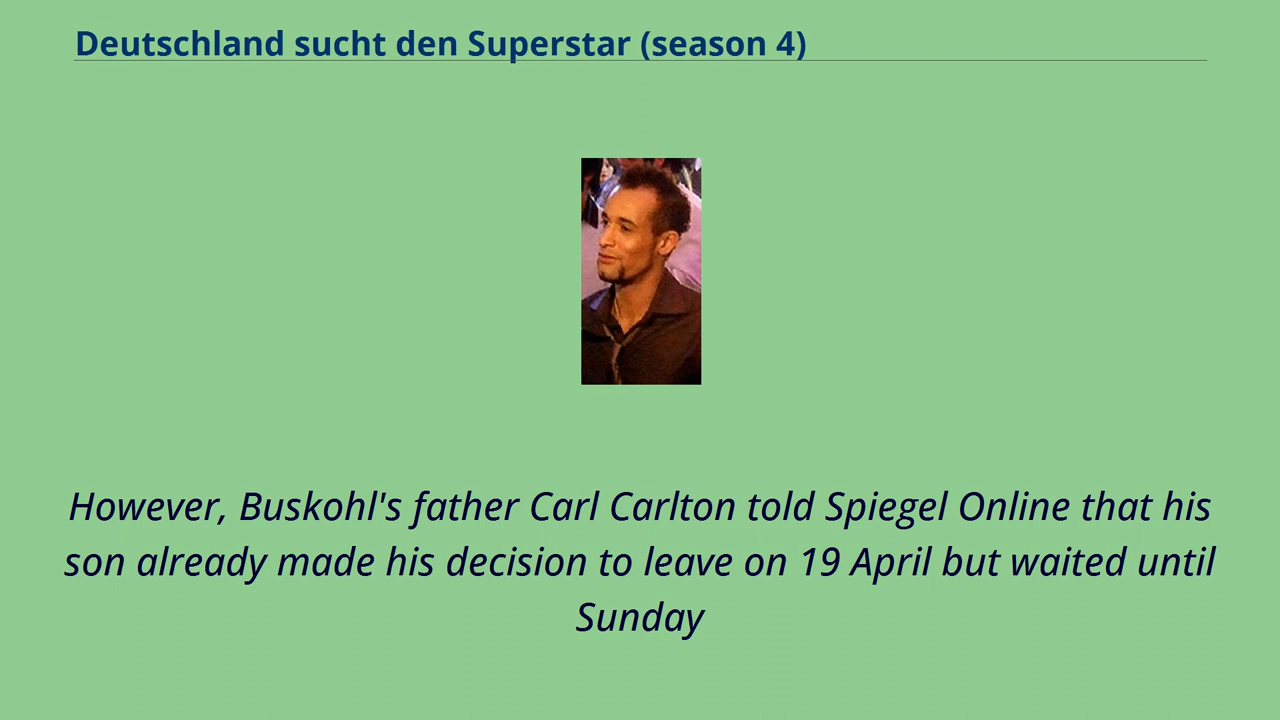 Deutschland sucht den Superstar (season 4)
However, Buskohl's father Carl Carlton told Spiegel Online that his
son already made his decision to leave on 19 April but waited until
Sunday